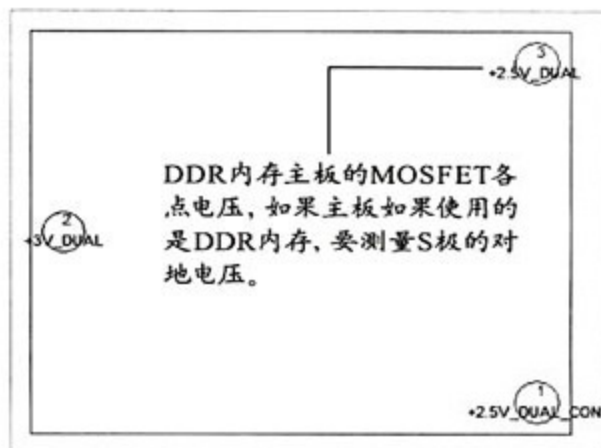 3
+2.5V_DUAL
DDR内存主板的MOSFET各
点电压，如果主板如果使用的
是DDR内存，要测量S极的对
地电压。
2
+3V_DUAL
1
+2.5V_DUAL_CON